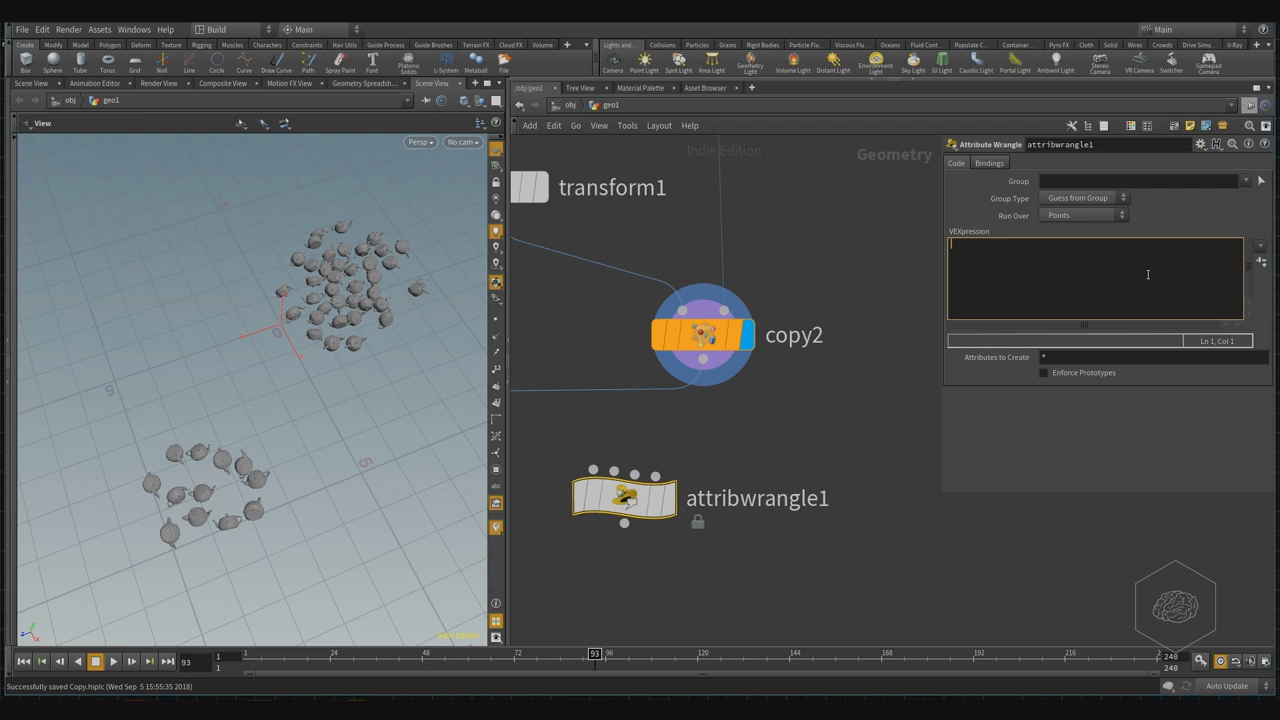 File Edit Render Assets Windows Help Build Main Main
Create Modify Model Polygon Deform Texture Rigging Muscles Characters Constraints Hair Utils Guide Process Guide Brushes Terrain FX Cloud FX Volume
Lights and... Collisions Particles Grains Rigid Bodies Particle Flu... Viscous Flu... Oceans Fluid Cont... Populate C... Container... Pyro FX Cloth Solid Wires Crowds Drive Simu... V-Ray
Box Sphere Tube Torus Grid Null Line Circle Curve Draw Curve Path Spray Paint Font Platonic Solids L-System Metaball File
Camera Point Light Spot Light Area Light Geometry Light Volume Light Distant Light Environment Light Sky Light GI Light Caustic Light Portal Light Ambient Light Stereo Camera VR Camera Switcher Gamepad Camera
Scene View Animation Editor Render View Composite View Motion FX View Geometry Spreadsh... Scene View
/obj/geo1 Tree View Material Palette Asset Browser
obj geo1
obj geo1
View
Persp No cam
Add Edit Go View Tools Layout Help
Indie Edition
Geometry
transform1
copy2
attribwrangle1
Attribute Wrangle attribwrangle1
Code Bindings
Group
Group Type Guess from Group
Run Over Points
VEXpression
Ln 1, Col 1
Attributes to Create *
Enforce Prototypes
5
5
abc
Indie Edition
93
1
1
1 24 48 72 93 96 120 144 168 192 216 2
240
240
Successfully saved Copy.hiplc (Wed Sep 5 15:55:35 2018)
Auto Update